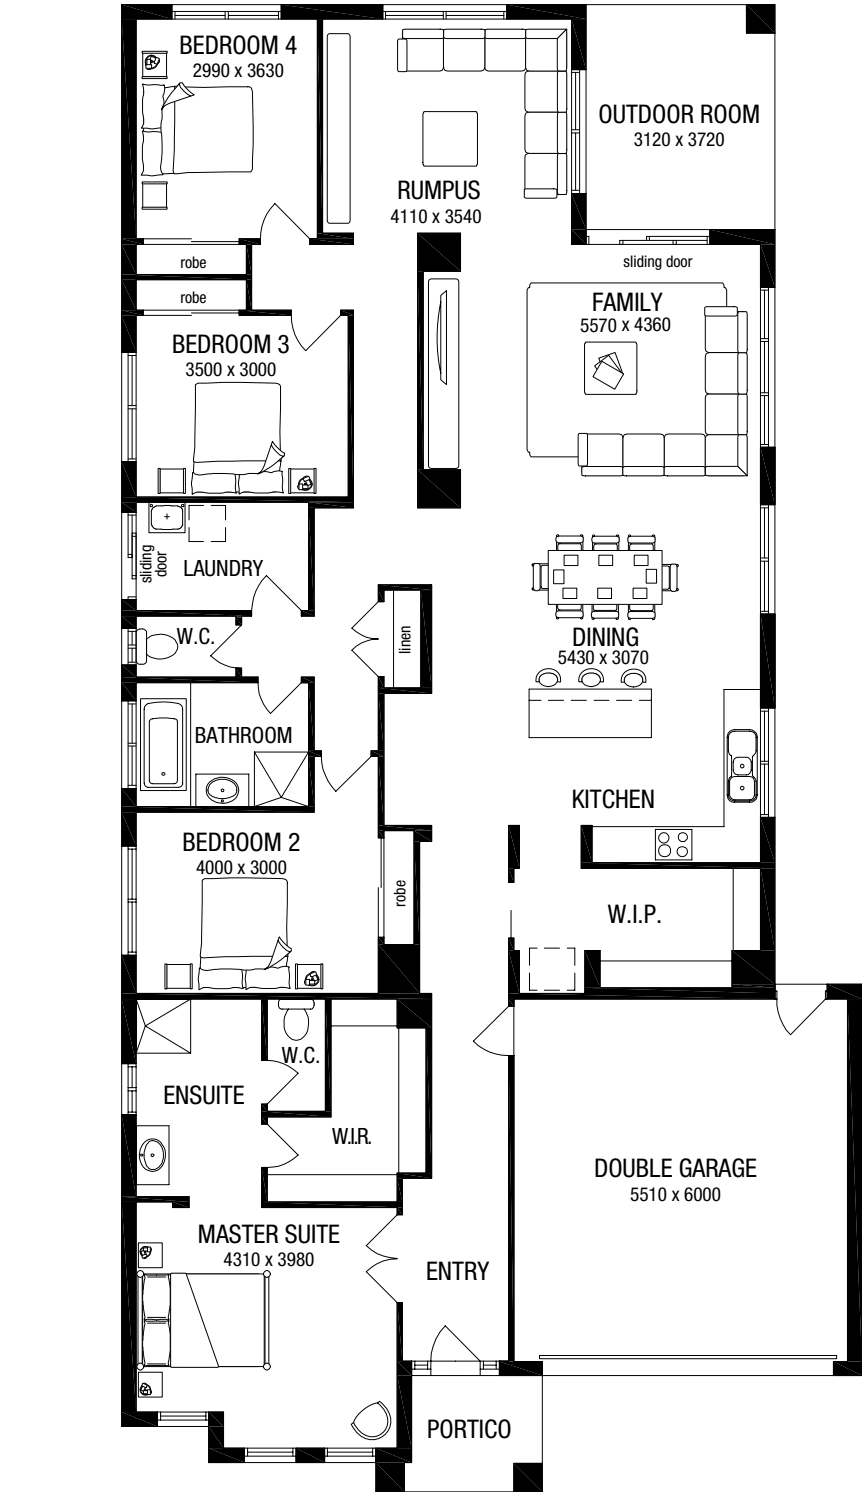 BEDROOM 4
2990 x 3630
OUTDOOR ROOM
3120 x 3720
RUMPUS
4110 x 3540
robe
sliding door
robe
FAMILY
5570 x 4360
BEDROOM 3
3500 x 3000
sliding
door
LAUNDRY
W.C.
linen
DINING
5430 x 3070
BATHROOM
KITCHEN
BEDROOM 2
4000 x 3000
robe
W.I.P.
W.C.
ENSUITE
W.I.R.
DOUBLE GARAGE
5510 x 6000
MASTER SUITE
4310 x 3980
ENTRY
PORTICO